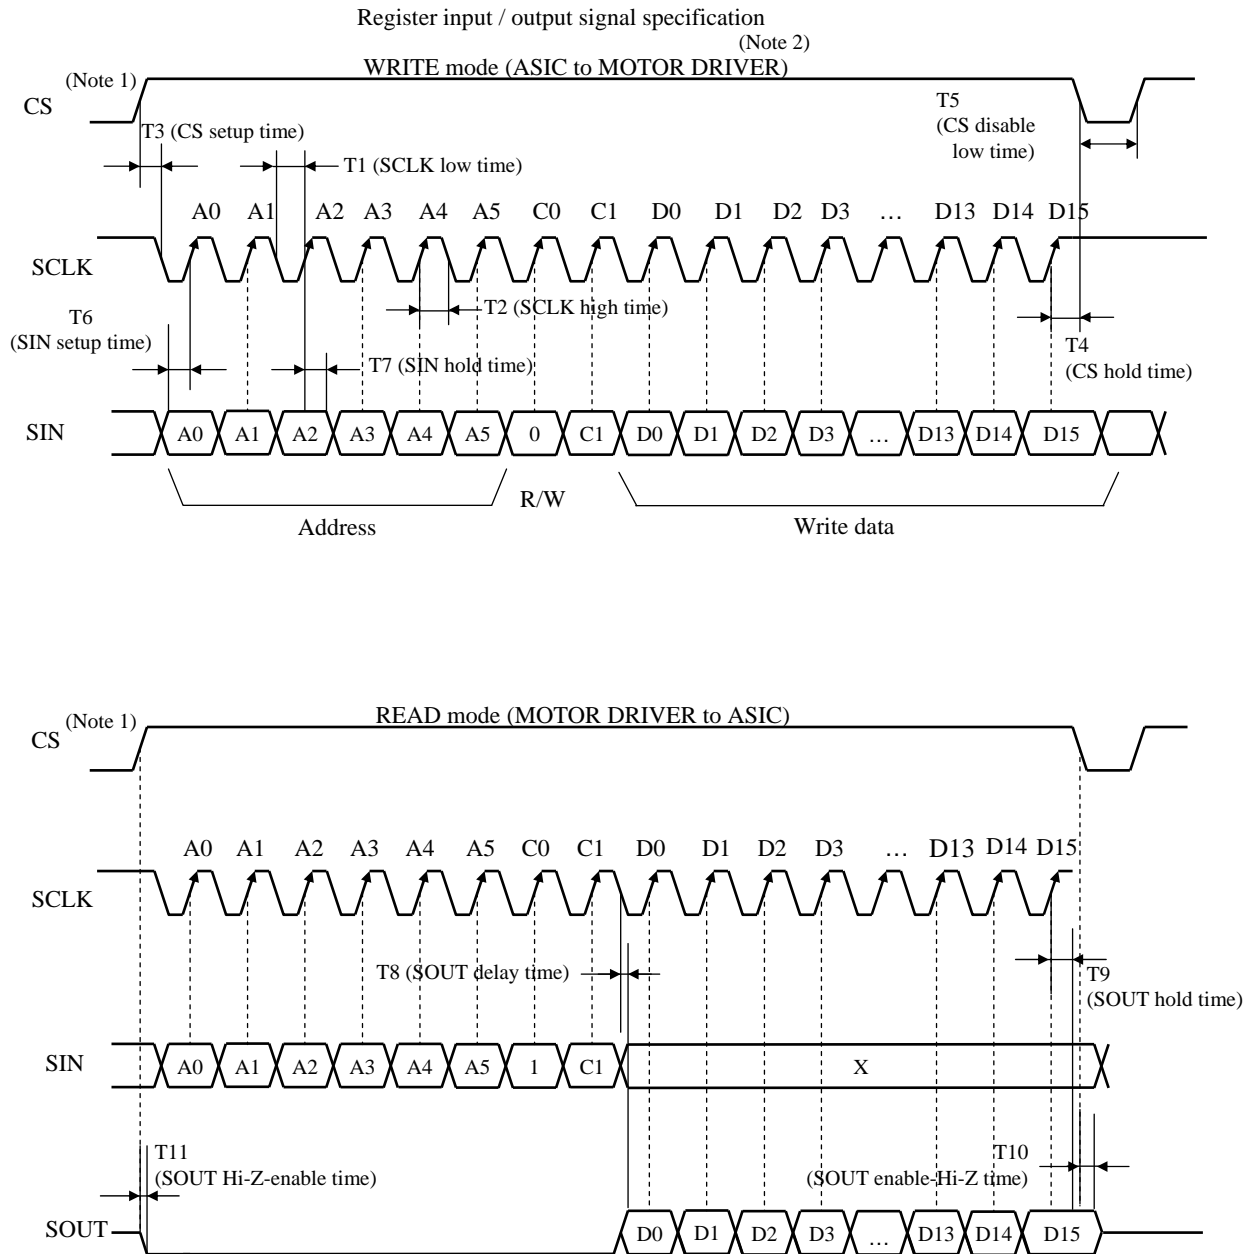 Register input / output signal specification
(Note 2)
WRITE mode (ASIC to MOTOR DRIVER)
(Note 1)
CS
T3 (CS setup time)
T1 (SCLK low time)
T5
(CS disable
low time)
A0 A1 A2 A3 A4 A5 C0 C1 D0 D1 D2 D3 … D13 D14 D15
SCLK
T2 (SCLK high time)
T6
(SIN setup time)
T7 (SIN hold time)
T4
(CS hold time)
SIN
A0 A1 A2 A3 A4 A5 0 C1 D0 D1 D2 D3 … D13 D14 D15
R/W
Address
Write data
READ mode (MOTOR DRIVER to ASIC)
(Note 1)
CS
A0 A1 A2 A3 A4 A5 C0 C1 D0 D1 D2 D3 … D13 D14 D15
SCLK
T8 (SOUT delay time)
T9
(SOUT hold time)
SIN
A0 A1 A2 A3 A4 A5 1 C1 X
T11
(SOUT Hi-Z-enable time)
T10
(SOUT enable-Hi-Z time)
SOUT
D0 D1 D2 D3 … D13 D14 D15